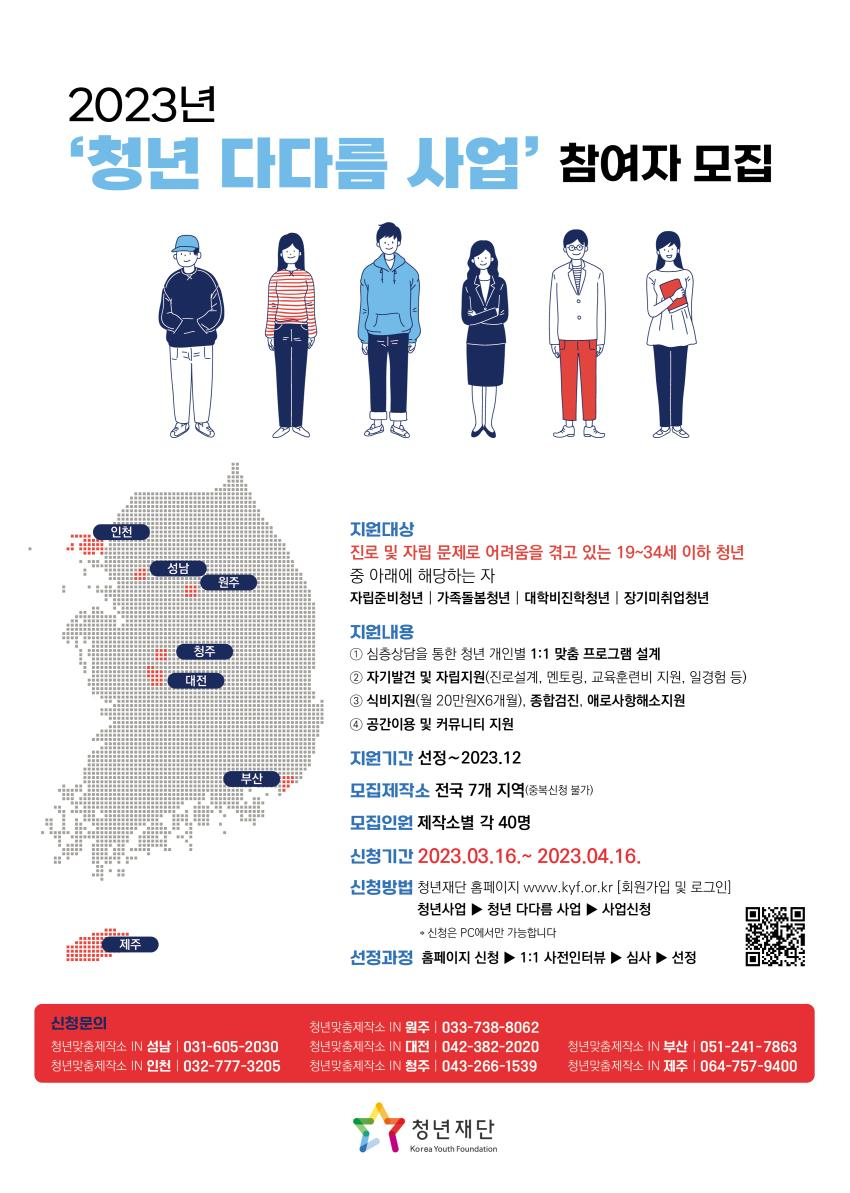 2023년
‘청년 다다름 사업’ 참여자 모집
인천
성남
원주
청주
대전
부산
제주
지원대상
진로 및 자립 문제로 어려움을 겪고 있는 19~34세 이하 청년
중 아래에 해당하는 자
자립준비청년 | 가족돌봄청년 | 대학비진학청년 | 장기미취업청년
지원내용
① 심층상담을 통한 청년 개인별 1:1 맞춤 프로그램 설계
② 자기발견 및 자립지원(진로설계, 멘토링, 교육훈련비 지원, 일경험 등)
③ 식비지원(월 20만원X6개월), 종합검진, 애로사항해소지원
④ 공간이용 및 커뮤니티 지원
지원기간 선정~2023.12
모집제작소 전국 7개 지역(중복신청 불가)
모집인원 제작소별 각 40명
신청기간 2023.03.16.~ 2023.04.16.
신청방법 청년재단 홈페이지 www.kyf.or.kr [회원가입 및 로그인]
청년사업 ▶ 청년 다다름 사업 ▶ 사업신청
* 신청은 PC에서만 가능합니다
선정과정 홈페이지 신청 ▶ 1:1 사전인터뷰 ▶ 심사 ▶ 선정
신청문의
청년맞춤제작소 IN 성남 | 031-605-2030
청년맞춤제작소 IN 인천 | 032-777-3205
청년맞춤제작소 IN 원주 | 033-738-8062
청년맞춤제작소 IN 대전 | 042-382-2020
청년맞춤제작소 IN 청주 | 043-266-1539
청년맞춤제작소 IN 부산 | 051-241-7863
청년맞춤제작소 IN 제주 | 064-757-9400
청년재단
Korea Youth Foundation